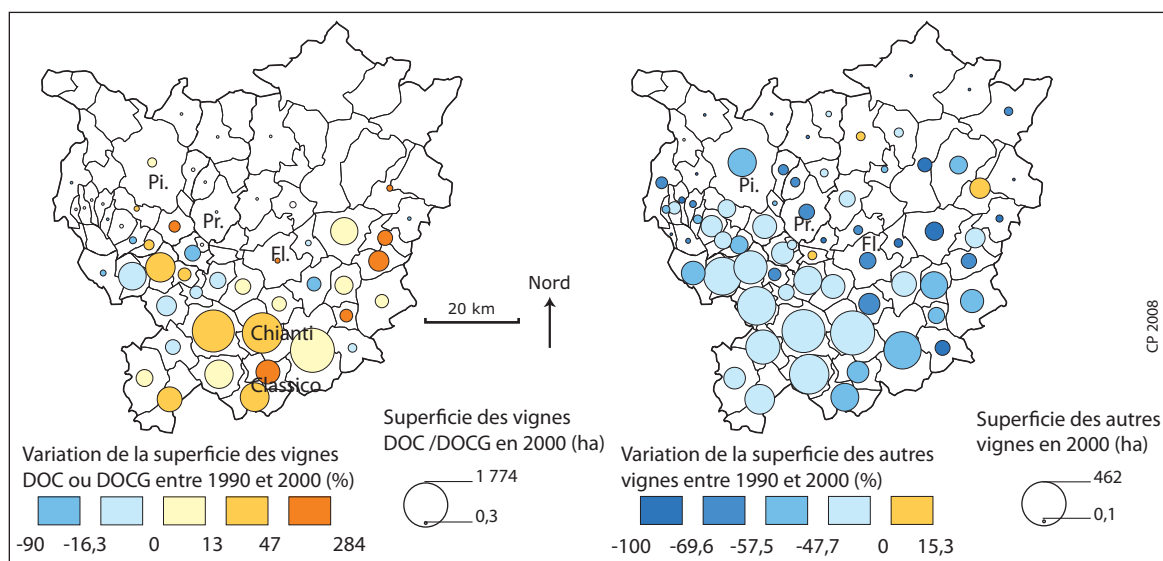 Pi.
Pr.
Fl.
Chianti
Classico
20 km
Nord
Pi.
Pr.
Fl.
CP 2008
Variation de la superficie des vignes
DOC ou DOCG entre 1990 et 2000 (%)
-90 -16,3 0 13 47 284
Superficie des vignes
DOC /DOCG en 2000 (ha)
1 774
0,3
Variation de la superficie des autres
vignes entre 1990 et 2000 (%)
-100 -69,6 -57,5 -47,7 0 15,3
Superficie des autres
vignes en 2000 (ha)
462
0,1